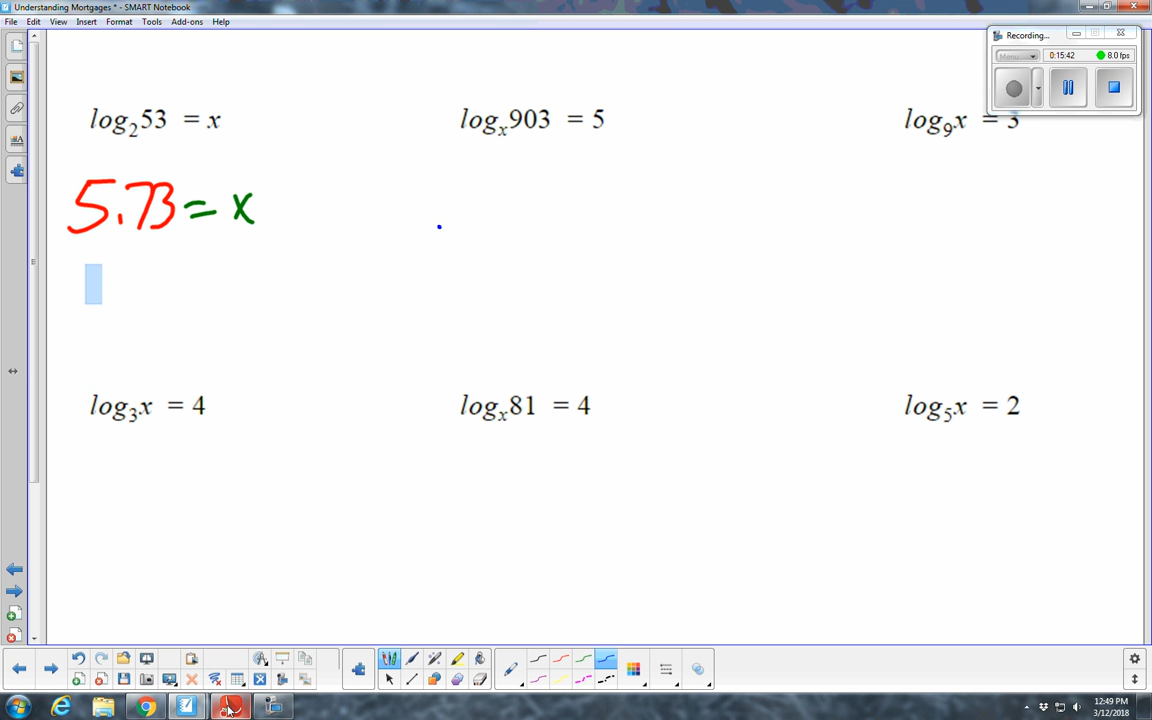 Understanding Mortgages * - SMART Notebook
File Edit View Insert Format Tools Add-ons Help
Recording...
Menu 0:15:42 8.0 fps
log₂53 = x
logₓ903 = 5
log₉x = 3
5.73 = x
log₃x = 4
logₓ81 = 4
log₅x = 2
12:49 PM
3/12/2018